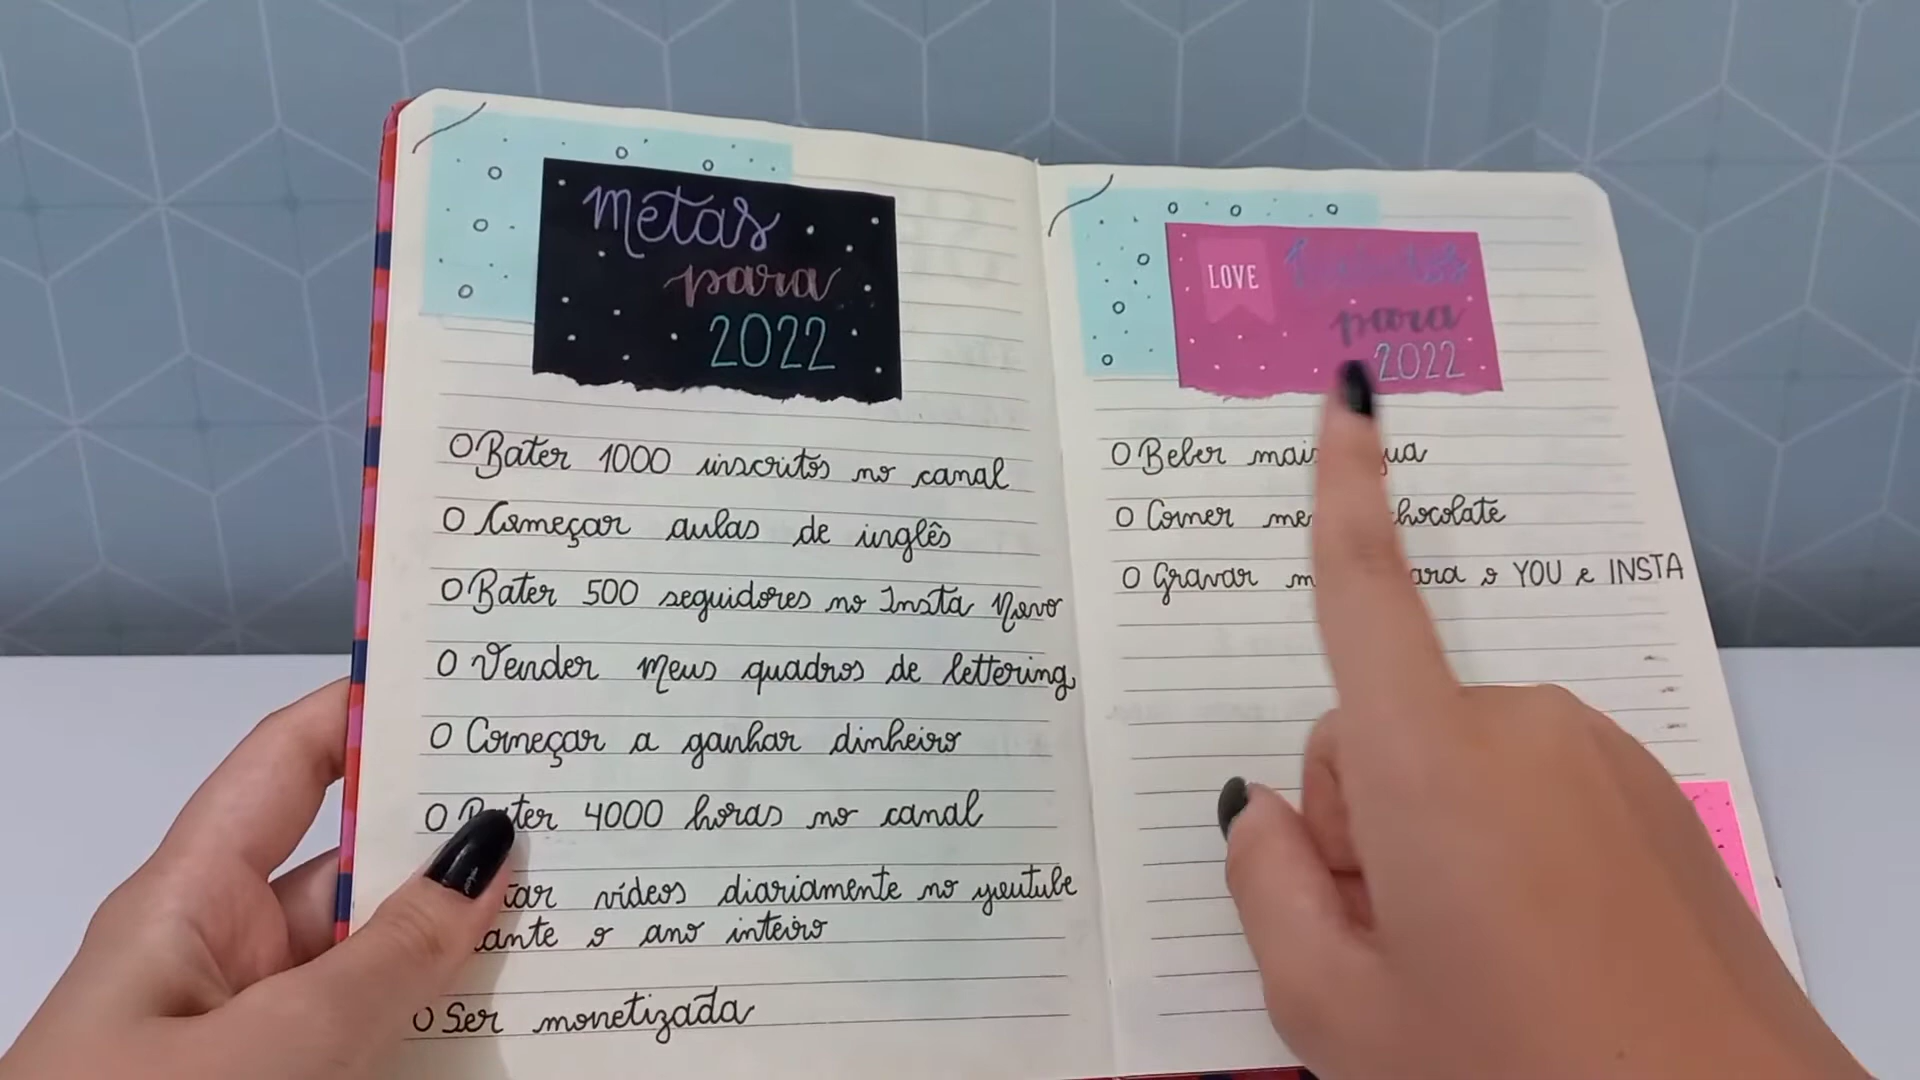 metas
para
2022
O Bater 1000 inscritos no canal
O Começar aulas de inglês
O Bater 500 seguidores no Insta Novo
O Vender meus quadros de lettering
O Começar a ganhar dinheiro
O Bater 4000 horas no canal
vídeos diariamente no youtube
o ano inteiro
O Ser monetizada
LOVE
para
2022
O Beber mais
O Comer chocolate
O Gravar o YOU e INSTA